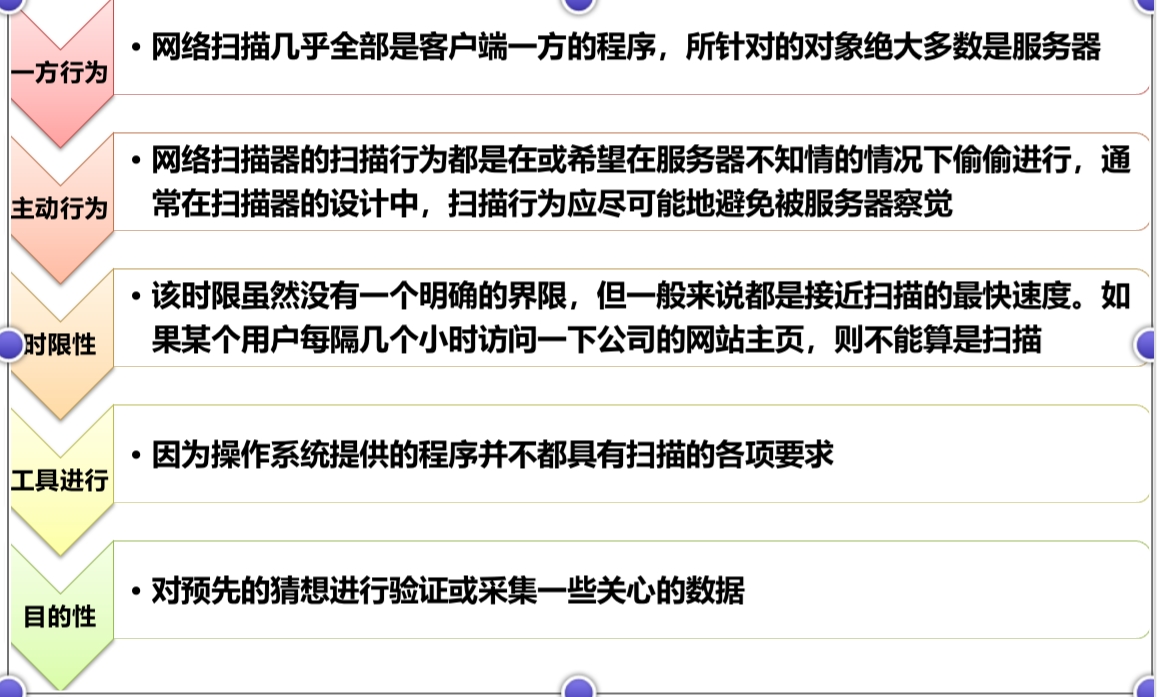 一方行为
• 网络扫描几乎全部是客户端一方的程序，所针对的对象绝大多数是服务器
主动行为
• 网络扫描器的扫描行为都是在或希望在服务器不知情的情况下偷偷进行，通
常在扫描器的设计中，扫描行为应尽可能地避免被服务器察觉
时限性
• 该时限虽然没有一个明确的界限，但一般来说都是接近扫描的最快速度。如
果某个用户每隔几个小时访问一下公司的网站主页，则不能算是扫描
工具进行
• 因为操作系统提供的程序并不都具有扫描的各项要求
目的性
• 对预先的猜想进行验证或采集一些关心的数据